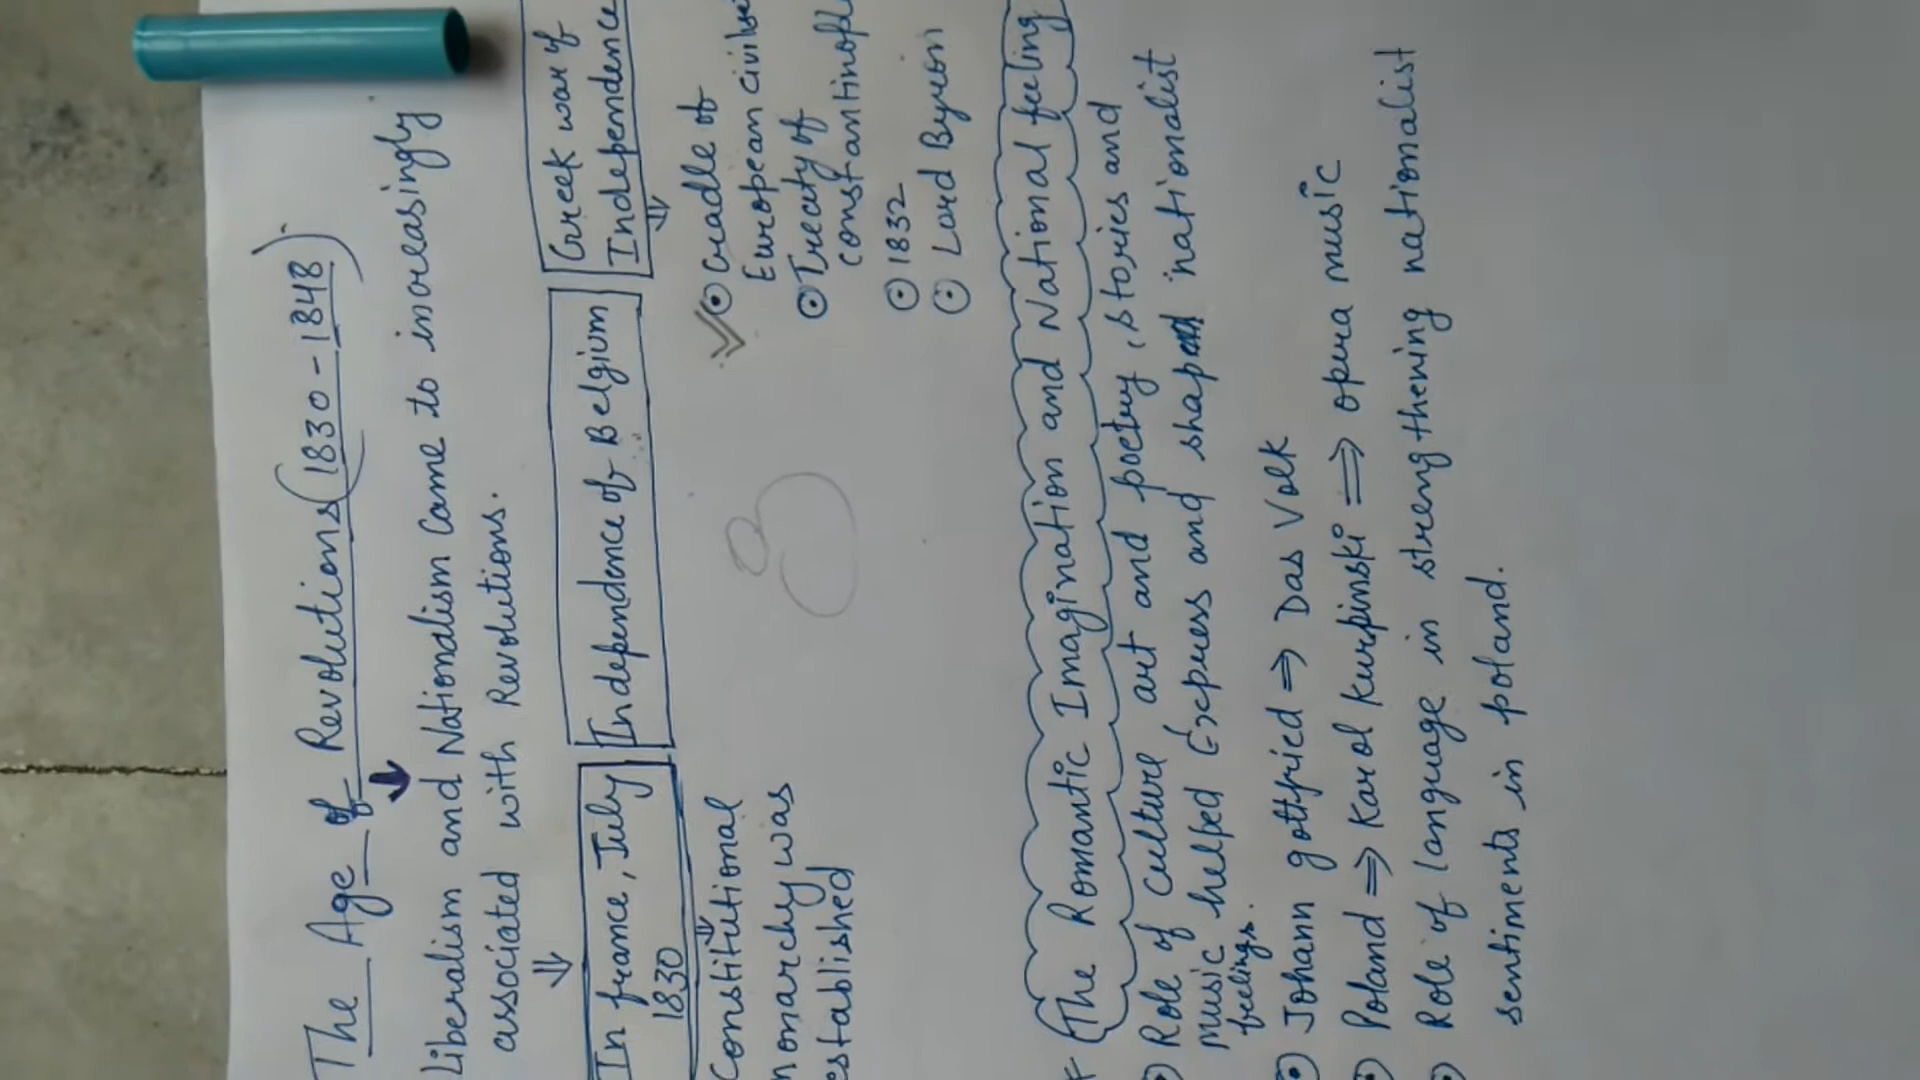 The Age of Revolutions (1830-1848).
Liberalism and Nationalism Came to increasingly
associated with Revolutions.
In france, July
1830
Constitutional
monarchy was
established
Independence of Belgium
Greek war of
Independence
Cradle of
European
Treaty of
1832
Lord Byron
The Romantic Imagination and National feeling
Role of culture art and poetry, stories and
music helped Express and shaped nationalist
feelings.
Johann gottfried ⇒ Das Volk
Poland ⇒ Karol Kurpinski ⇒ opera music
Role of language in strengthening nationalist
sentiments in poland.